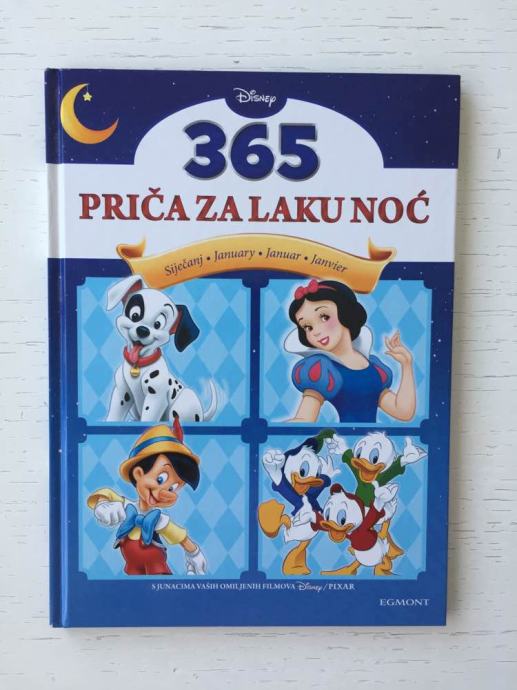 Disney
365
PRIČA ZA LAKU NOĆ
Siječanj • January • Januar • Janvier
S JUNACIMA VAŠIH OMILJENIH FILMOVA Disney / PIXAR
EGMONT